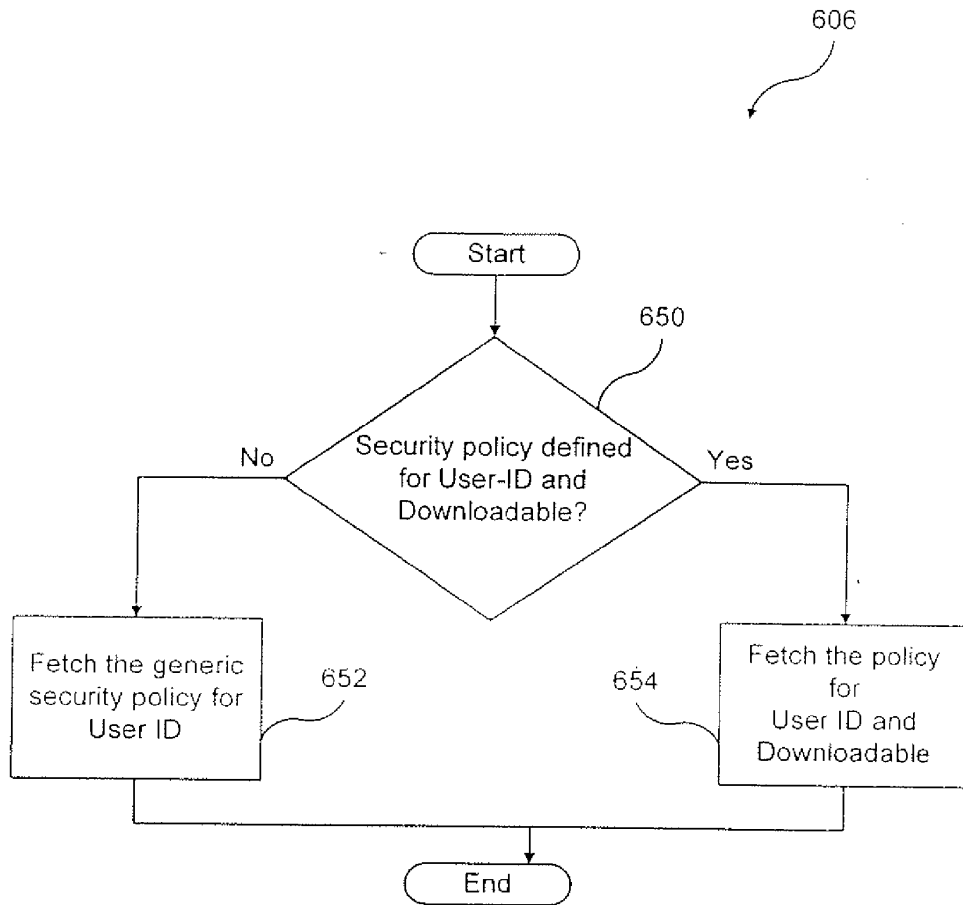 606
Start
650
Security policy defined
for User-ID and
Downloadable?
No
Yes
Fetch the generic
security policy for
User ID
652
654
Fetch the policy
for
User ID and
Downloadable
End